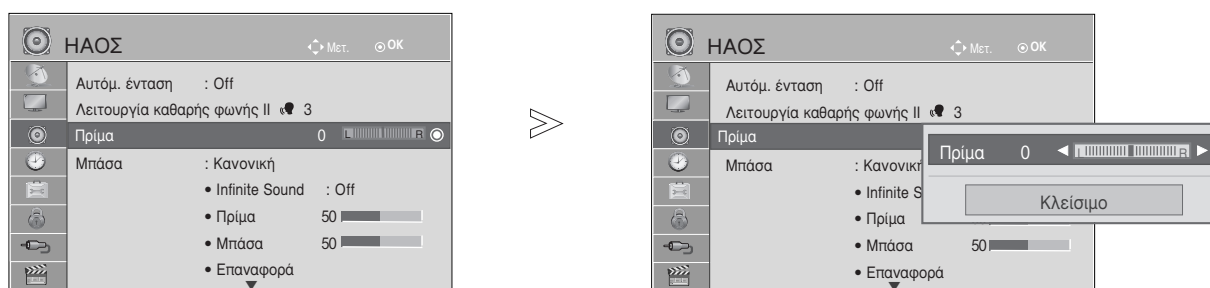 ΗΑΟΣ Μετ. OK
Αυτόμ. ένταση : Off
Λειτουργία καθαρής φωνής II 3
Πρίμα 0 L R
Μπάσα : Κανονική
• Infinite Sound : Off
• Πρίμα 50
• Μπάσα 50
• Επαναφορά
ΗΑΟΣ Μετ. OK
Αυτόμ. ένταση : Off
Λειτουργία καθαρής φωνής II 3
Πρίμα
Μπάσα : Κανονική
• Infinite S
• Πρίμα
• Μπάσα 50
• Επαναφορά
Πρίμα 0 L R
Κλείσιμο